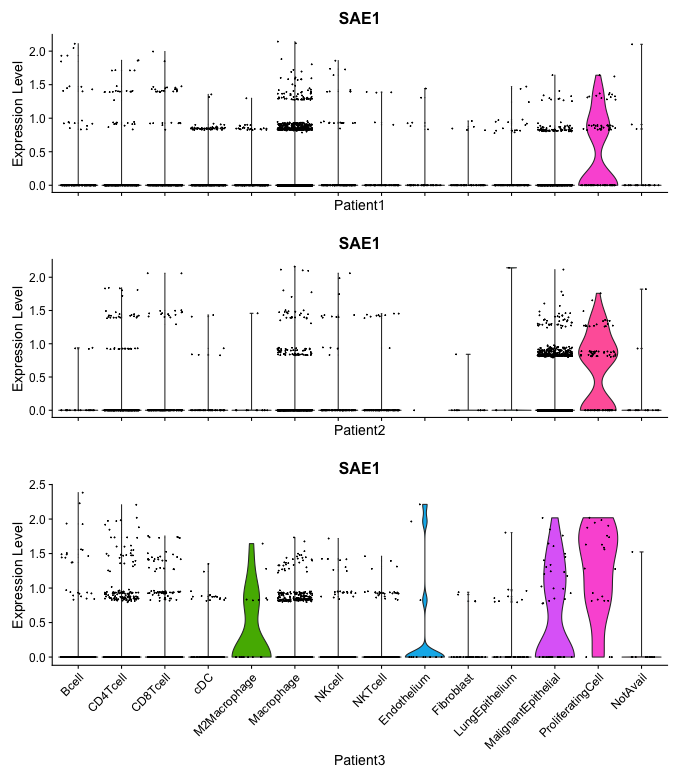 SAE1
Expression Level
2.0
1.5
1.0
0.5
0.0
Patient1
SAE1
Expression Level
2.0
1.5
1.0
0.5
0.0
Patient2
SAE1
Expression Level
2.5
2.0
1.5
1.0
0.5
0.0
Bcell
CD4Tcell
CD8Tcell
cDC
M2Macrophage
Macrophage
NKcell
NKTcell
Endothelium
Fibroblast
LungEpithelium
MalignantEpithelial
ProliferatingCell
NotAvail
Patient3